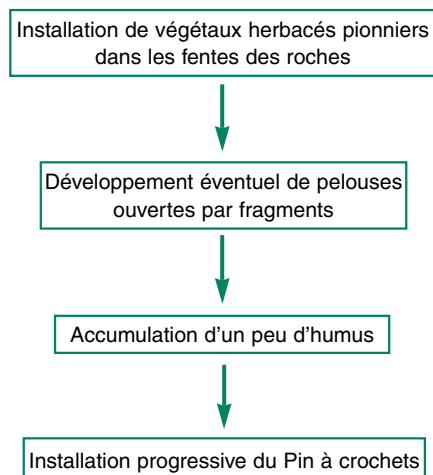 Installation de végétaux herbacés pionniers
dans les fentes des roches
Développement éventuel de pelouses
ouvertes par fragments
Accumulation d'un peu d'humus
Installation progressive du Pin à crochets